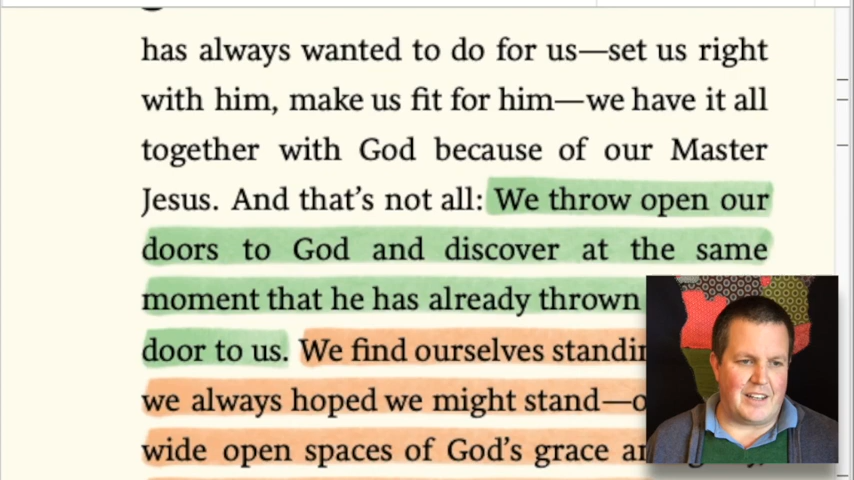 has always wanted to do for us—set us right
with him, make us fit for him—we have it all
together with God because of our Master
Jesus. And that's not all: We throw open our
doors to God and discover at the same
moment that he has already thrown
door to us. We find ourselves
we always hoped we might stand—
wide open spaces of God's grace